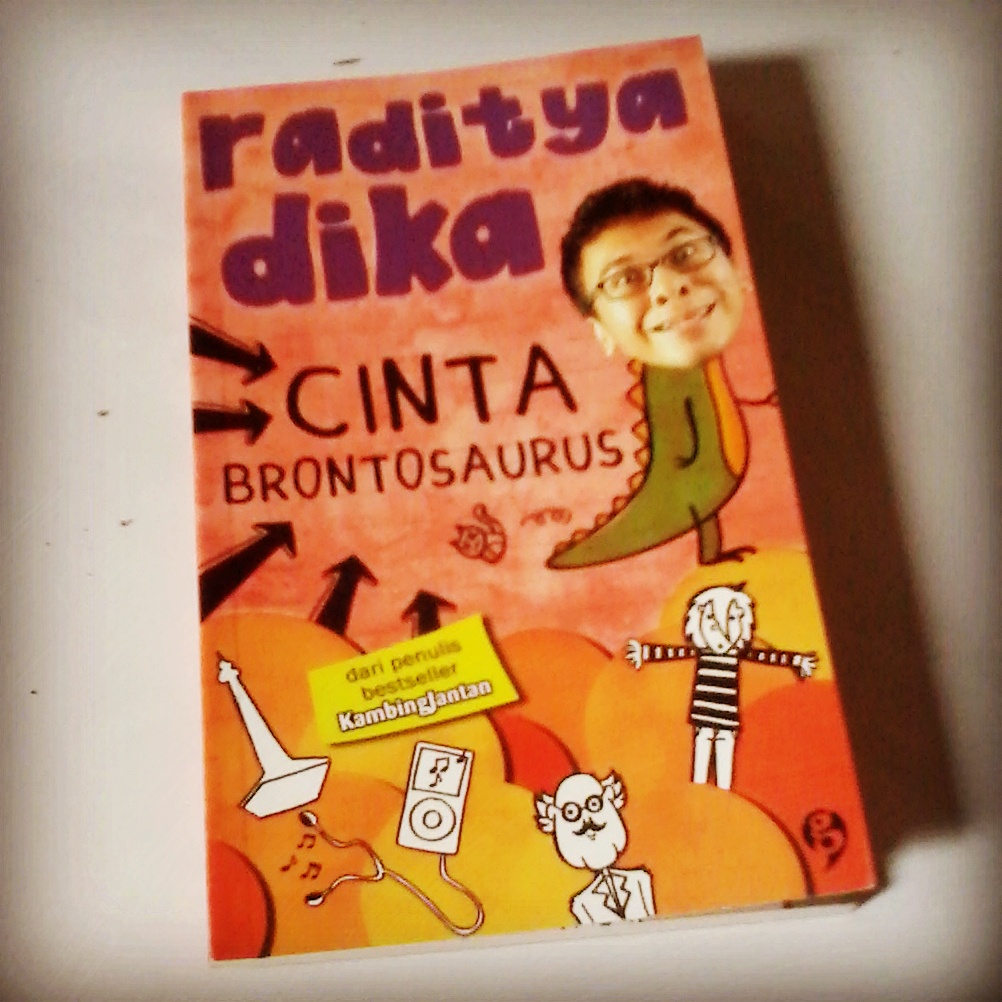 raditya
dika
CINTA
BRONTOSAURUS
dari penulis
bestseller
KambingJantan
g